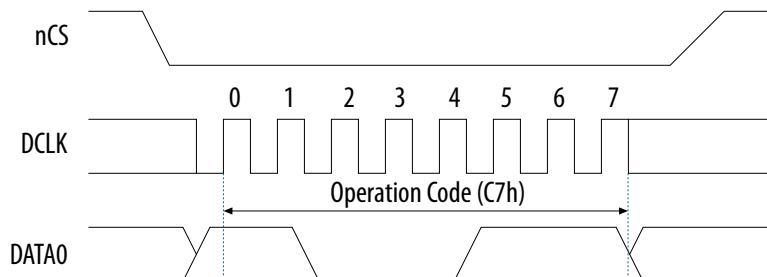 nCS
0 1 2 3 4 5 6 7
DCLK
Operation Code (C7h)
DATA0